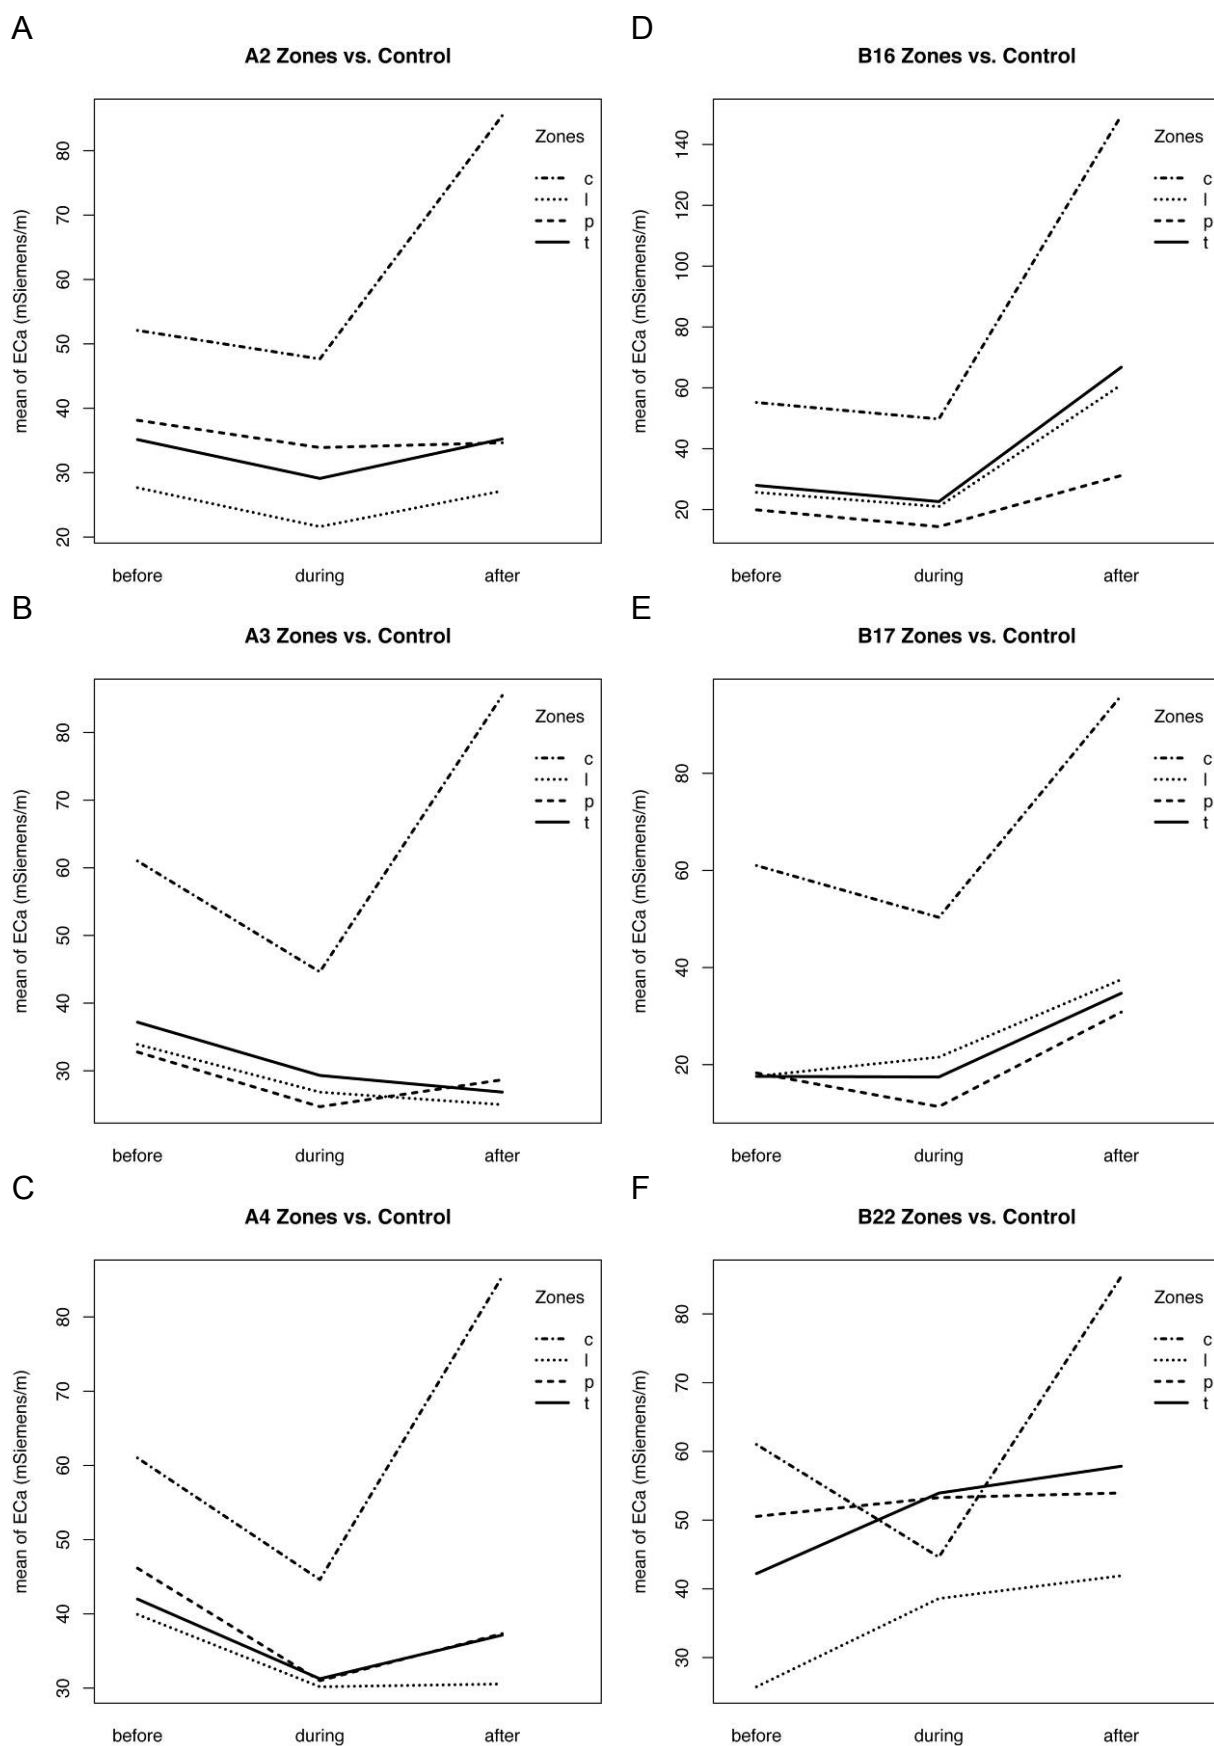 A
A2 Zones vs. Control
mean of ECa (mSiemens/m)
80
70
60
50
40
30
20
Zones
c
l
p
t
before during after
D
B16 Zones vs. Control
mean of ECa (mSiemens/m)
140
120
100
80
60
40
20
Zones
c
l
p
t
before during after
B
A3 Zones vs. Control
mean of ECa (mSiemens/m)
80
70
60
50
40
30
Zones
c
l
p
t
before during after
E
B17 Zones vs. Control
mean of ECa (mSiemens/m)
80
60
40
20
Zones
c
l
p
t
before during after
C
A4 Zones vs. Control
mean of ECa (mSiemens/m)
80
70
60
50
40
30
Zones
c
l
p
t
before during after
F
B22 Zones vs. Control
mean of ECa (mSiemens/m)
80
70
60
50
40
30
Zones
c
l
p
t
before during after